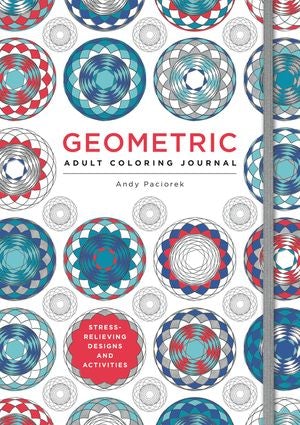 GEOMETRIC
ADULT COLORING JOURNAL
Andy Paciorek
STRESS-
RELIEVING
DESIGNS
AND
ACTIVITIES